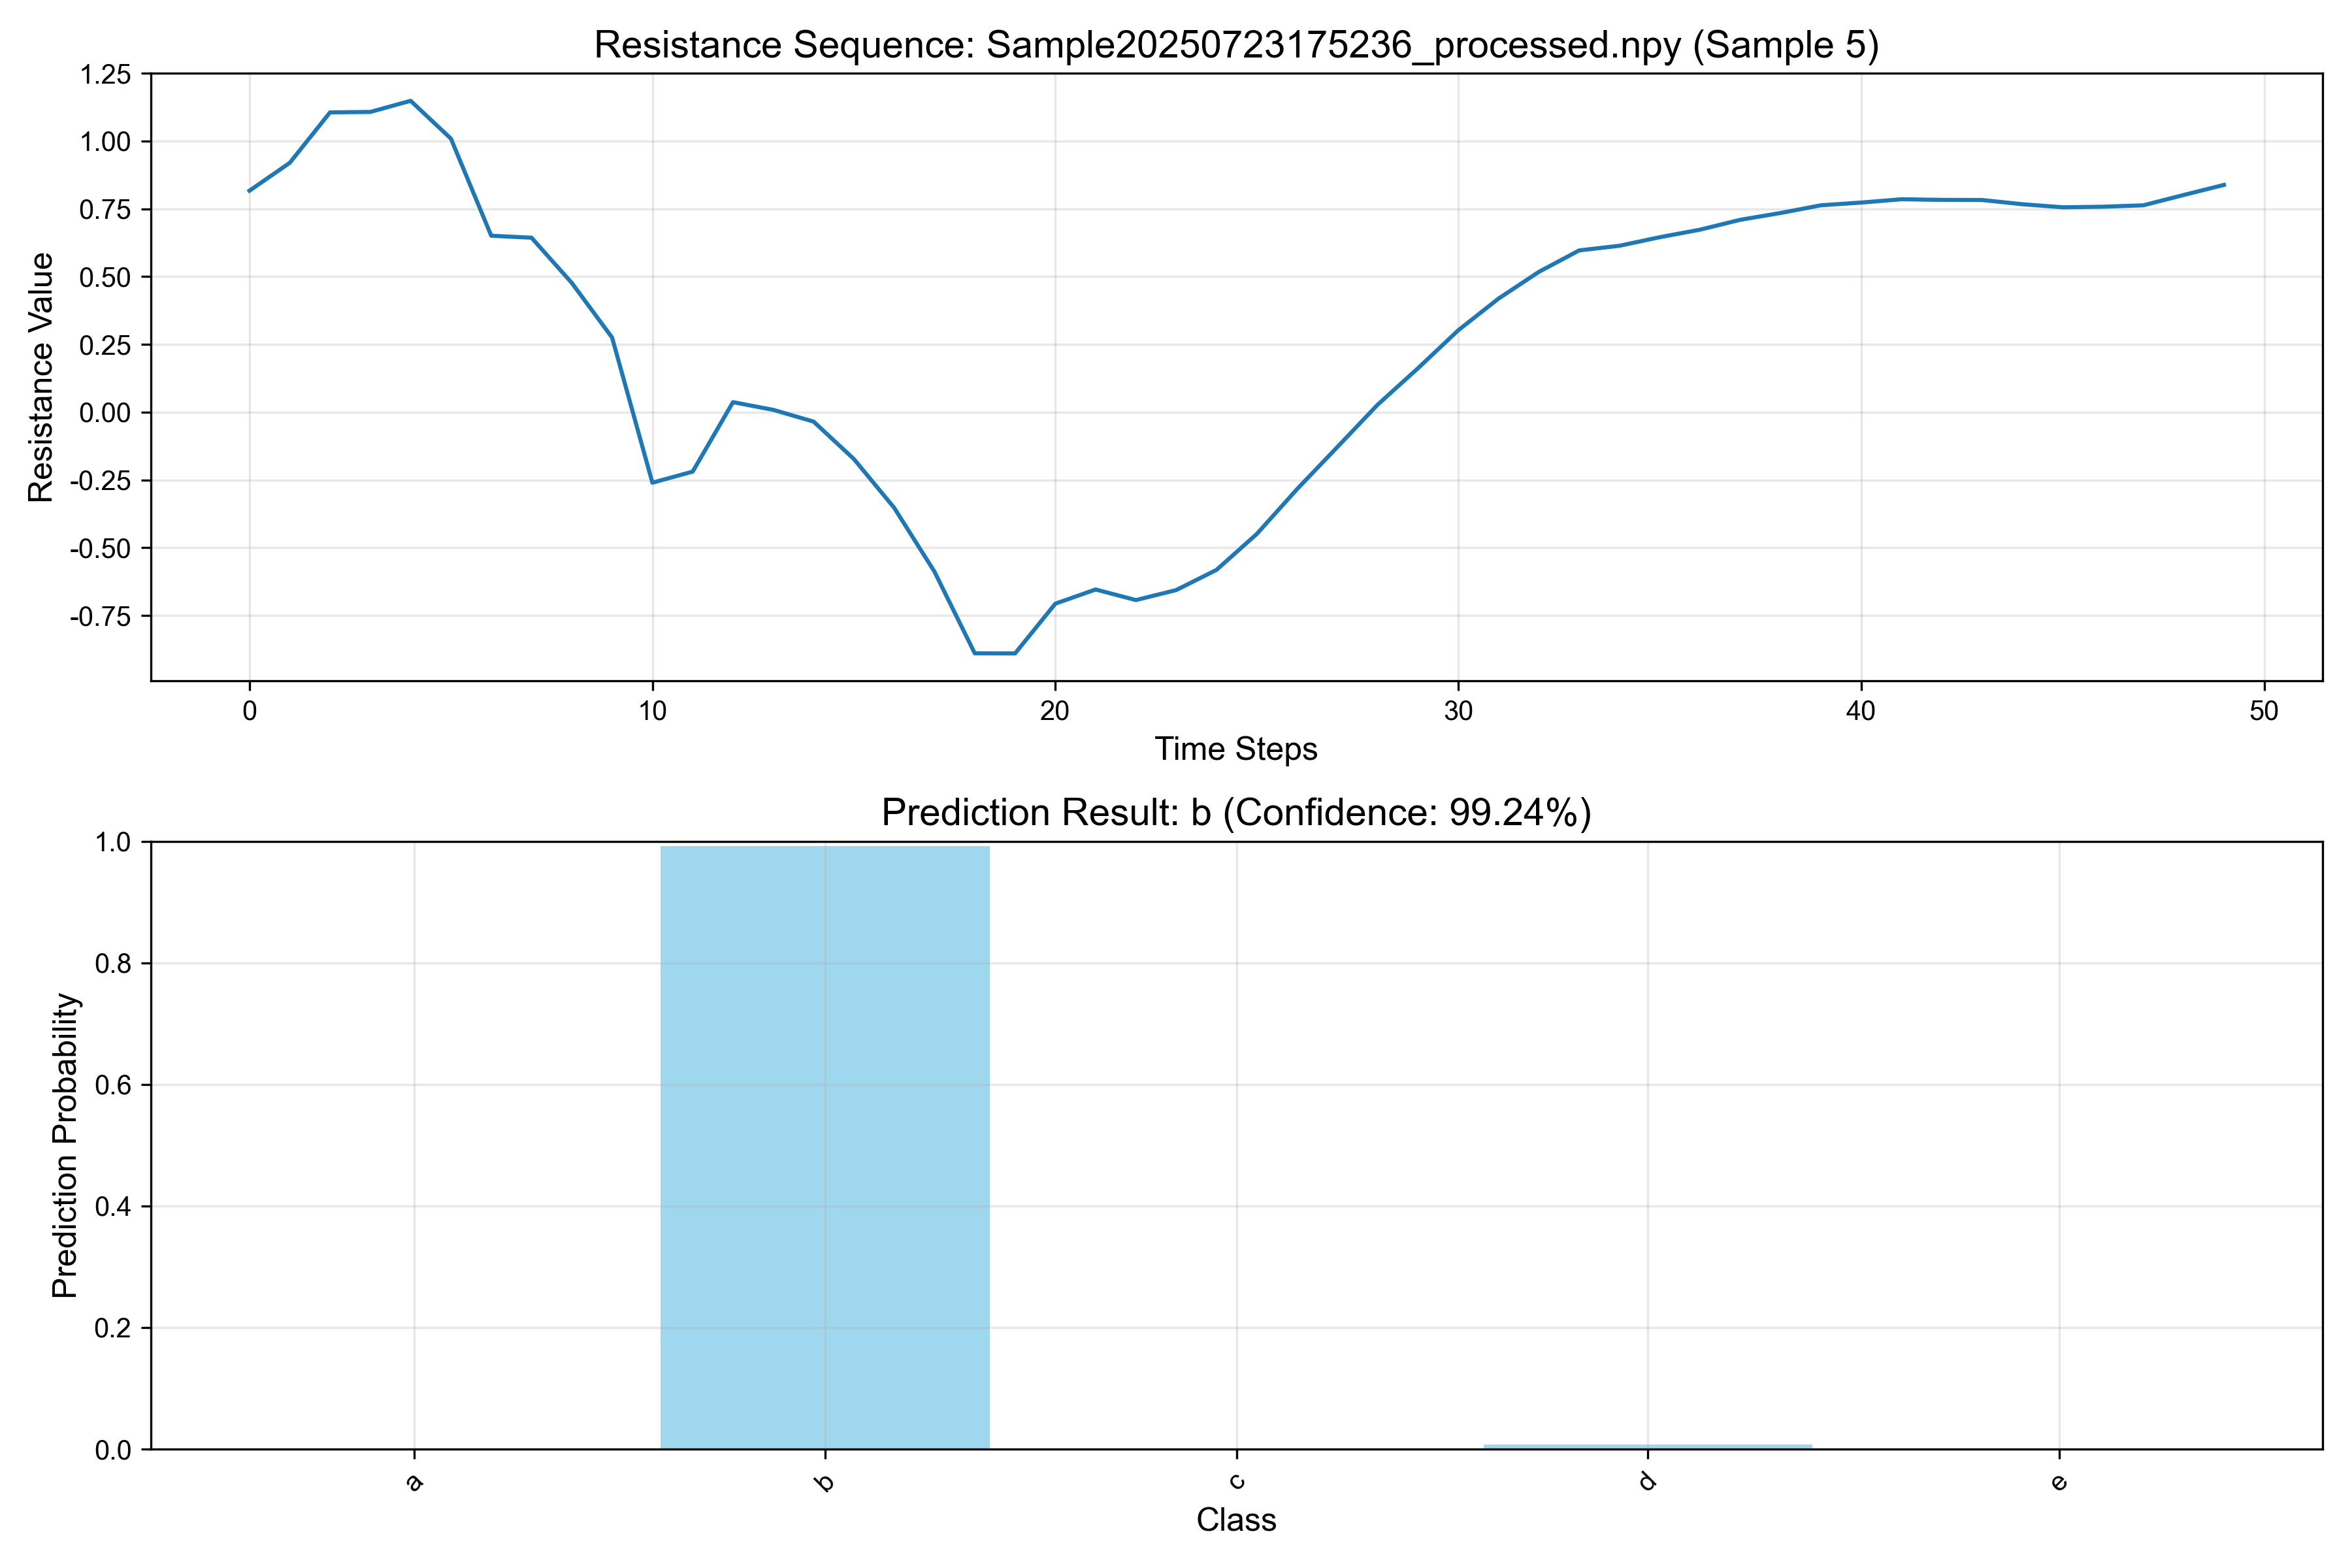 Resistance Sequence: Sample20250723175236_processed.npy (Sample 5)
1.25
1.00
0.75
0.50
0.25
0.00
-0.25
-0.50
-0.75
Resistance Value
0 10 20 30 40 50
Time Steps
Prediction Result: b (Confidence: 99.24%)
1.0
0.8
0.6
0.4
0.2
0.0
Prediction Probability
a b c d e
Class